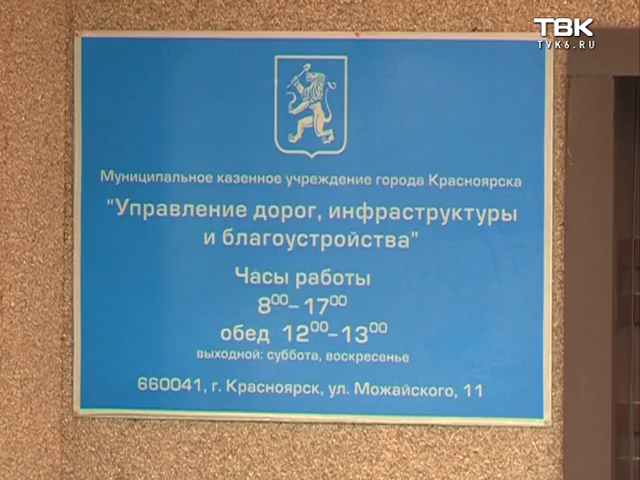 ТВК
TVK6.RU
Муниципальное казенное учреждение города Красноярска
"Управление дорог, инфраструктуры
и благоустройства"
Часы работы
8⁰⁰–17⁰⁰
обед 12⁰⁰–13⁰⁰
выходной: суббота, воскресенье
660041, г. Красноярск, ул. Можайского, 11